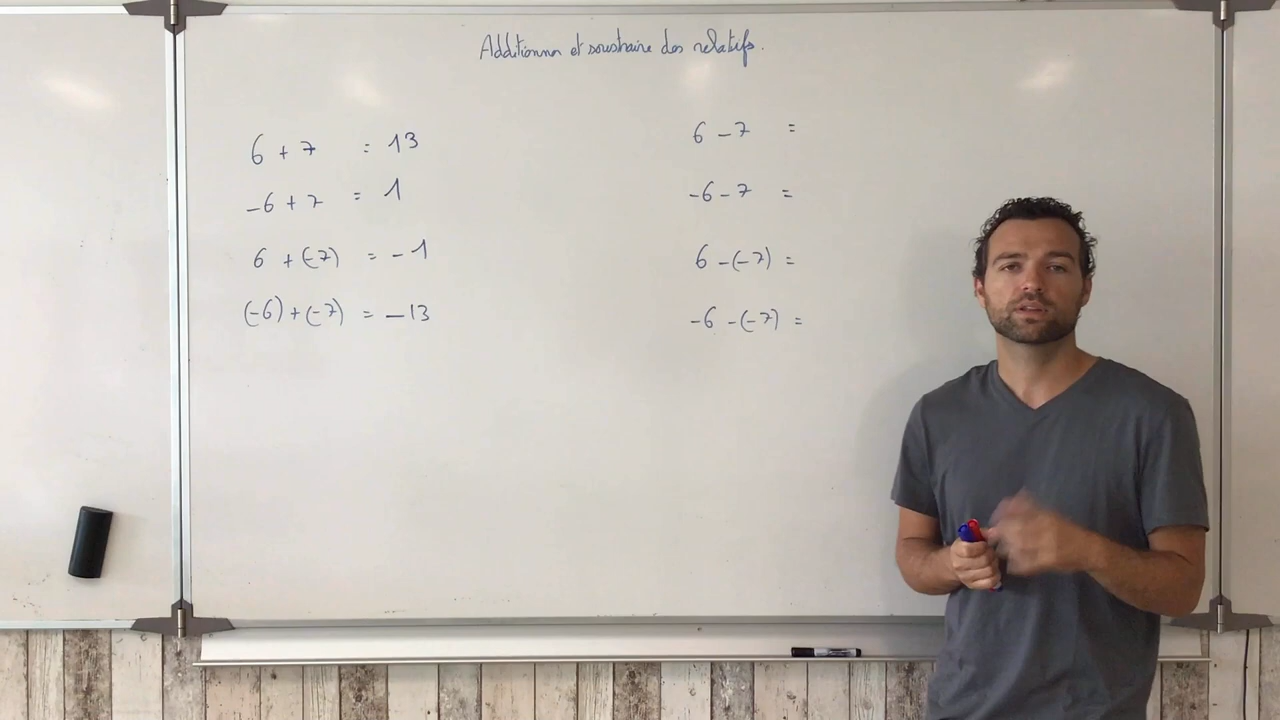 Additionner et soustraire des relatifs.
6 + 7 = 13
-6 + 7 = 1
6 + (-7) = -1
(-6) + (-7) = -13
6 - 7 =
-6 - 7 =
6 - (-7) =
-6 - (-7) =